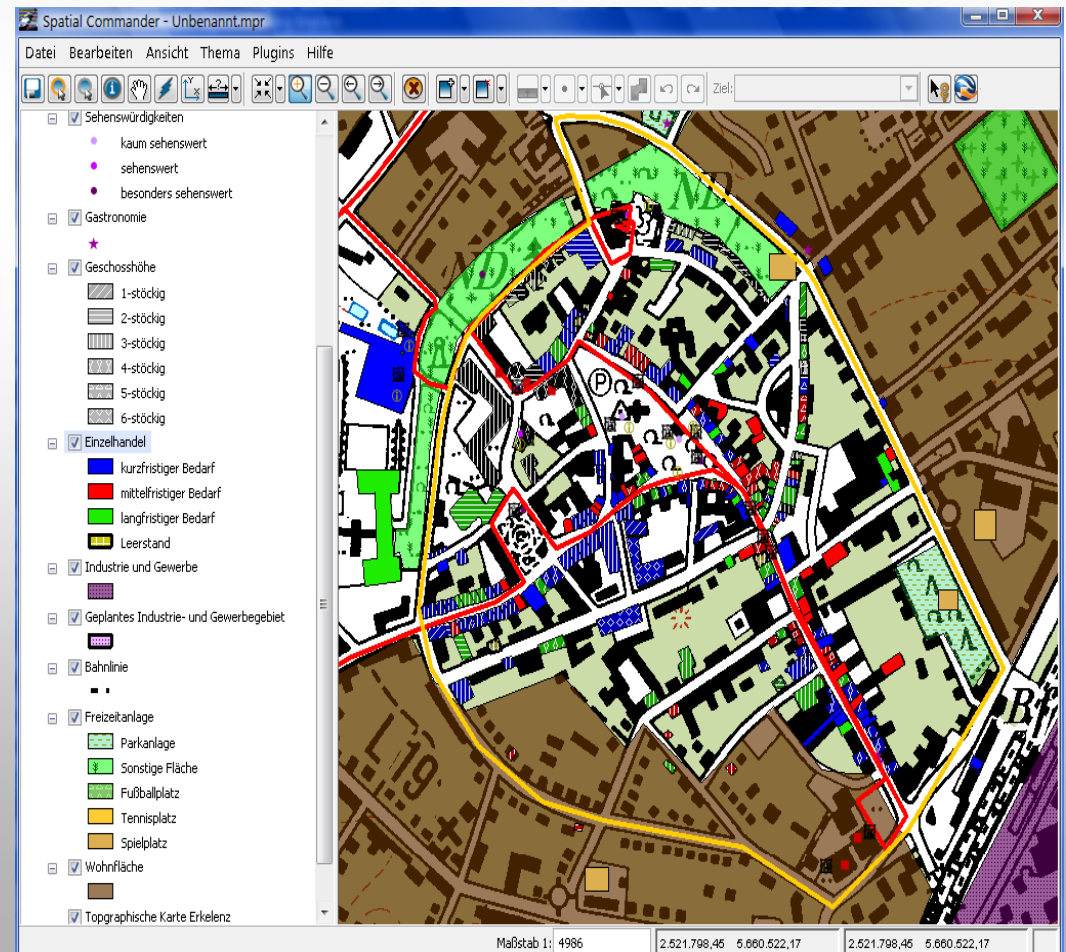 Spatial Commander - Unbenannt.mpr
Datei Bearbeiten Ansicht Thema Plugins Hilfe
Ziel:
Sehenswürdigkeiten
kaum sehenswert
sehenswert
besonders sehenswert
Gastronomie
Geschosshöhe
1-stöckig
2-stöckig
3-stöckig
4-stöckig
5-stöckig
6-stöckig
Einzelhandel
kurzfristiger Bedarf
mittelfristiger Bedarf
langfristiger Bedarf
Leerstand
Industrie und Gewerbe
Geplantes Industrie- und Gewerbegebiet
Bahnlinie
Freizeitanlage
Parkanlage
Sonstige Fläche
Fußballplatz
Tennisplatz
Spielplatz
Wohnfläche
Topgraphische Karte Erkelenz
ND
ND
P
L19
B
Maßstab 1: 4986 2.521.798,45 5.660.522,17 2.521.798,45 5.660.522,17